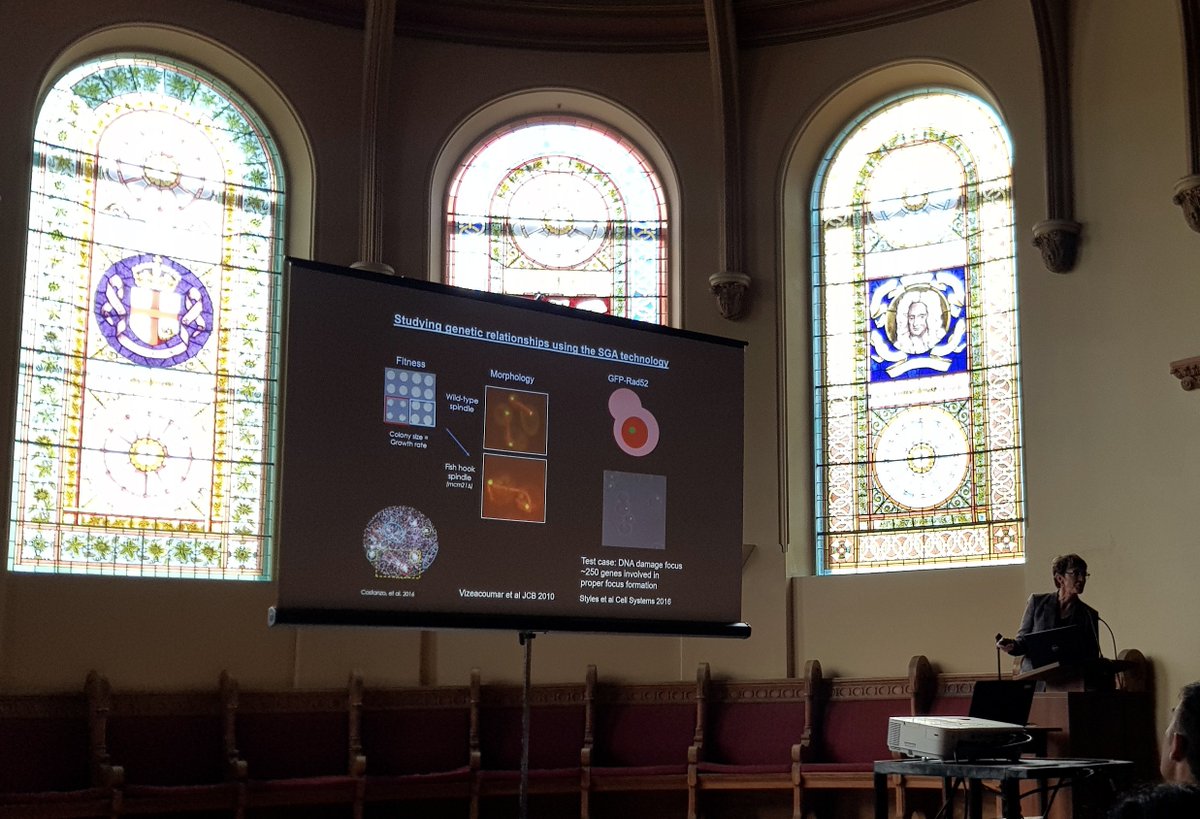 Studying genetic relationships using the SGA technology
Fitness
Colony size =
Growth rate
Morphology
Wild-type
spindle
Fish hook
spindle
(mcm21Δ)
GFP-Rad52
Test case: DNA damage focus
~250 genes involved in
proper focus formation
Costanzo, et al. 2016
Vizeacoumar et al JCB 2010
Styles et al Cell Systems 2016